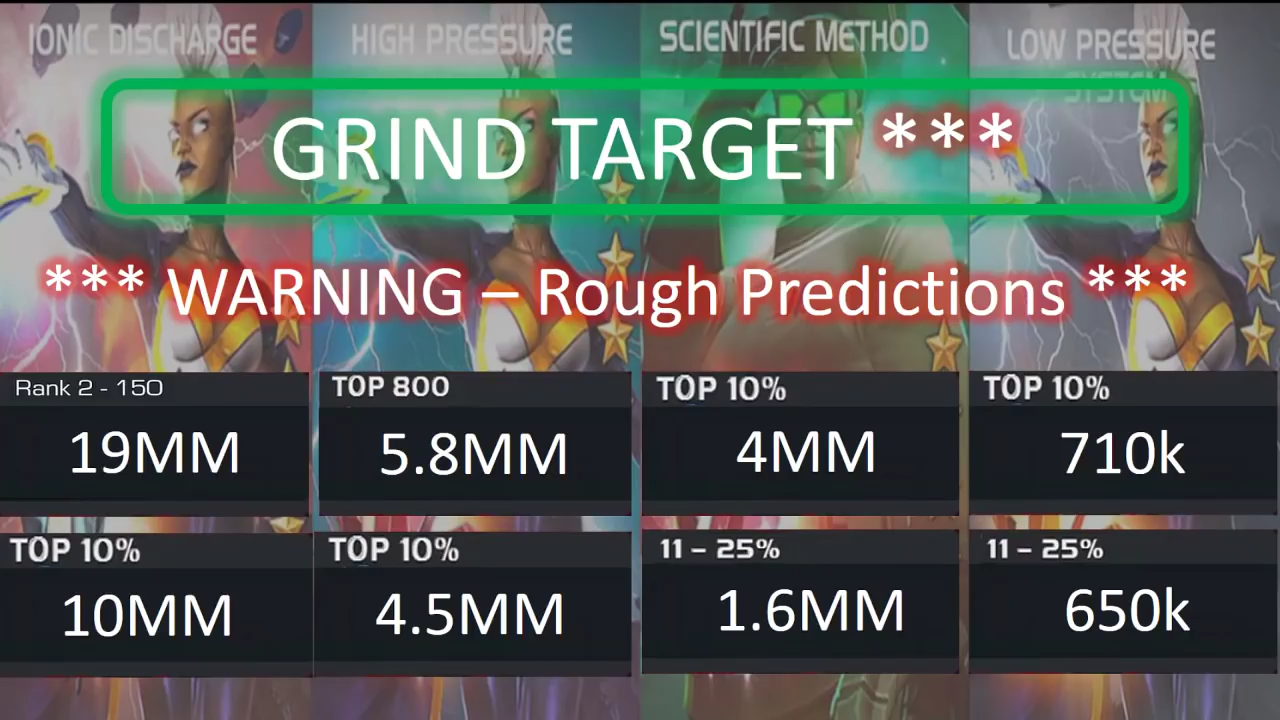 IONIC DISCHARGE
HIGH PRESSURE
SCIENTIFIC METHOD
LOW PRESSURE
SYSTEM
GRIND TARGET ***
*** WARNING – Rough Predictions ***
Rank 2 - 150
TOP 800
TOP 10%
TOP 10%
19MM
5.8MM
4MM
710k
TOP 10%
TOP 10%
11 – 25%
11 – 25%
10MM
4.5MM
1.6MM
650k